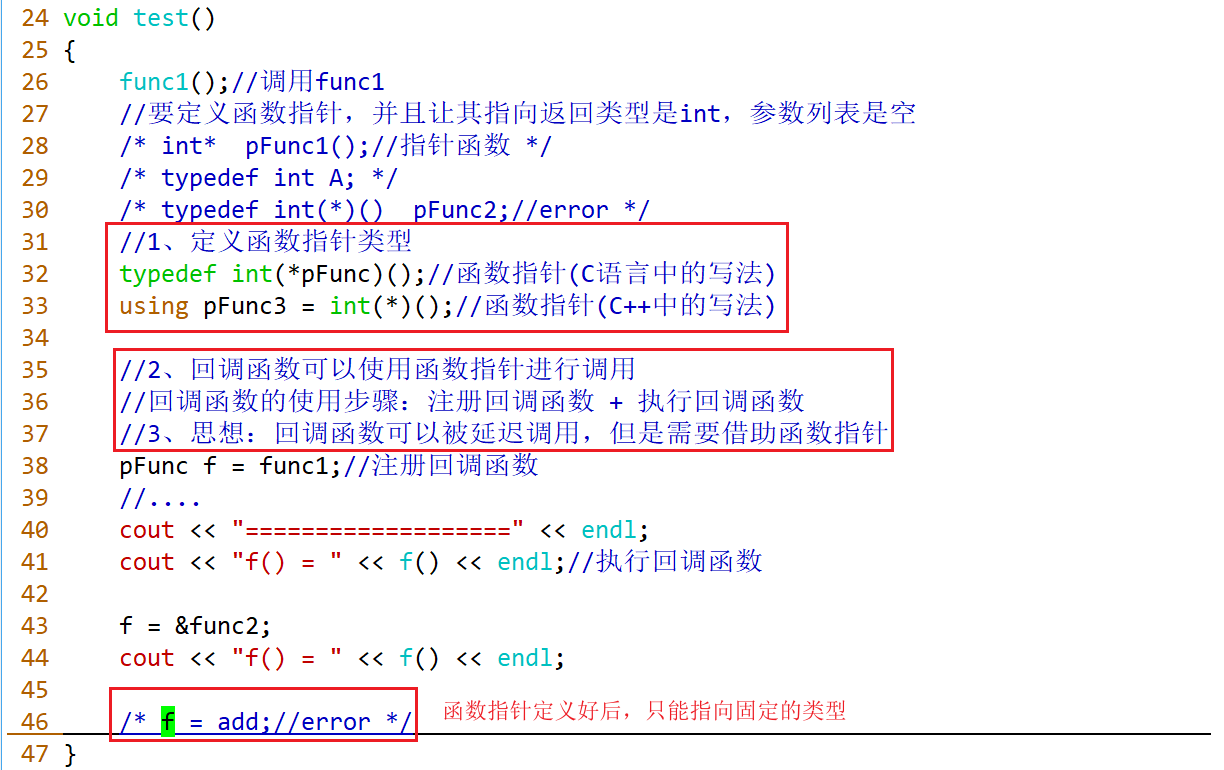 24 void test()
25 {
26     func1();//调用func1
27     //要定义函数指针，并且让其指向返回类型是int，参数列表是空
28     /* int*  pFunc1();//指针函数 */
29     /* typedef int A; */
30     /* typedef int(*)()  pFunc2;//error */
31     //1、定义函数指针类型
32     typedef int(*pFunc)();//函数指针(C语言中的写法)
33     using pFunc3 = int(*)();//函数指针(C++中的写法)
34
35     //2、回调函数可以使用函数指针进行调用
36     //回调函数的使用步骤：注册回调函数 + 执行回调函数
37     //3、思想：回调函数可以被延迟调用，但是需要借助函数指针
38     pFunc f = func1;//注册回调函数
39     //....
40     cout << "===================" << endl;
41     cout << "f() = " << f() << endl;//执行回调函数
42
43     f = &func2;
44     cout << "f() = " << f() << endl;
45
46     /* f = add;//error */ 函数指针定义好后，只能指向固定的类型
47 }